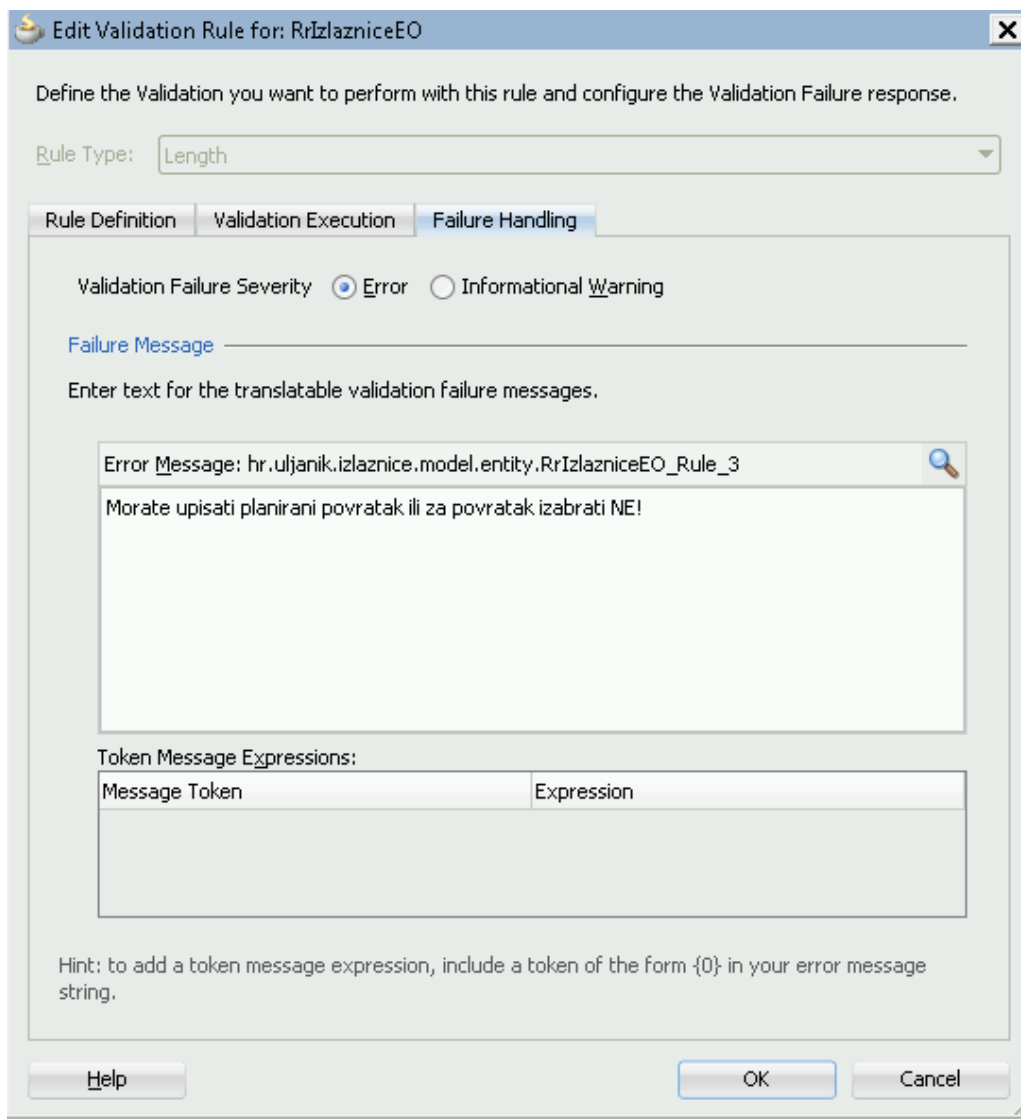 Edit Validation Rule for: RrIzlazniceEO
Define the Validation you want to perform with this rule and configure the Validation Failure response.
Rule Type: Length
Rule Definition Validation Execution Failure Handling
Validation Failure Severity Error Informational Warning
Failure Message
Enter text for the translatable validation failure messages.
Error Message: hr.uljanik.izlaznice.model.entity.RrIzlazniceEO_Rule_3
Morate upisati planirani povratak ili za povratak izabrati NE!
Token Message Expressions:
Message Token Expression
Hint: to add a token message expression, include a token of the form {0} in your error message
string.
Help OK Cancel